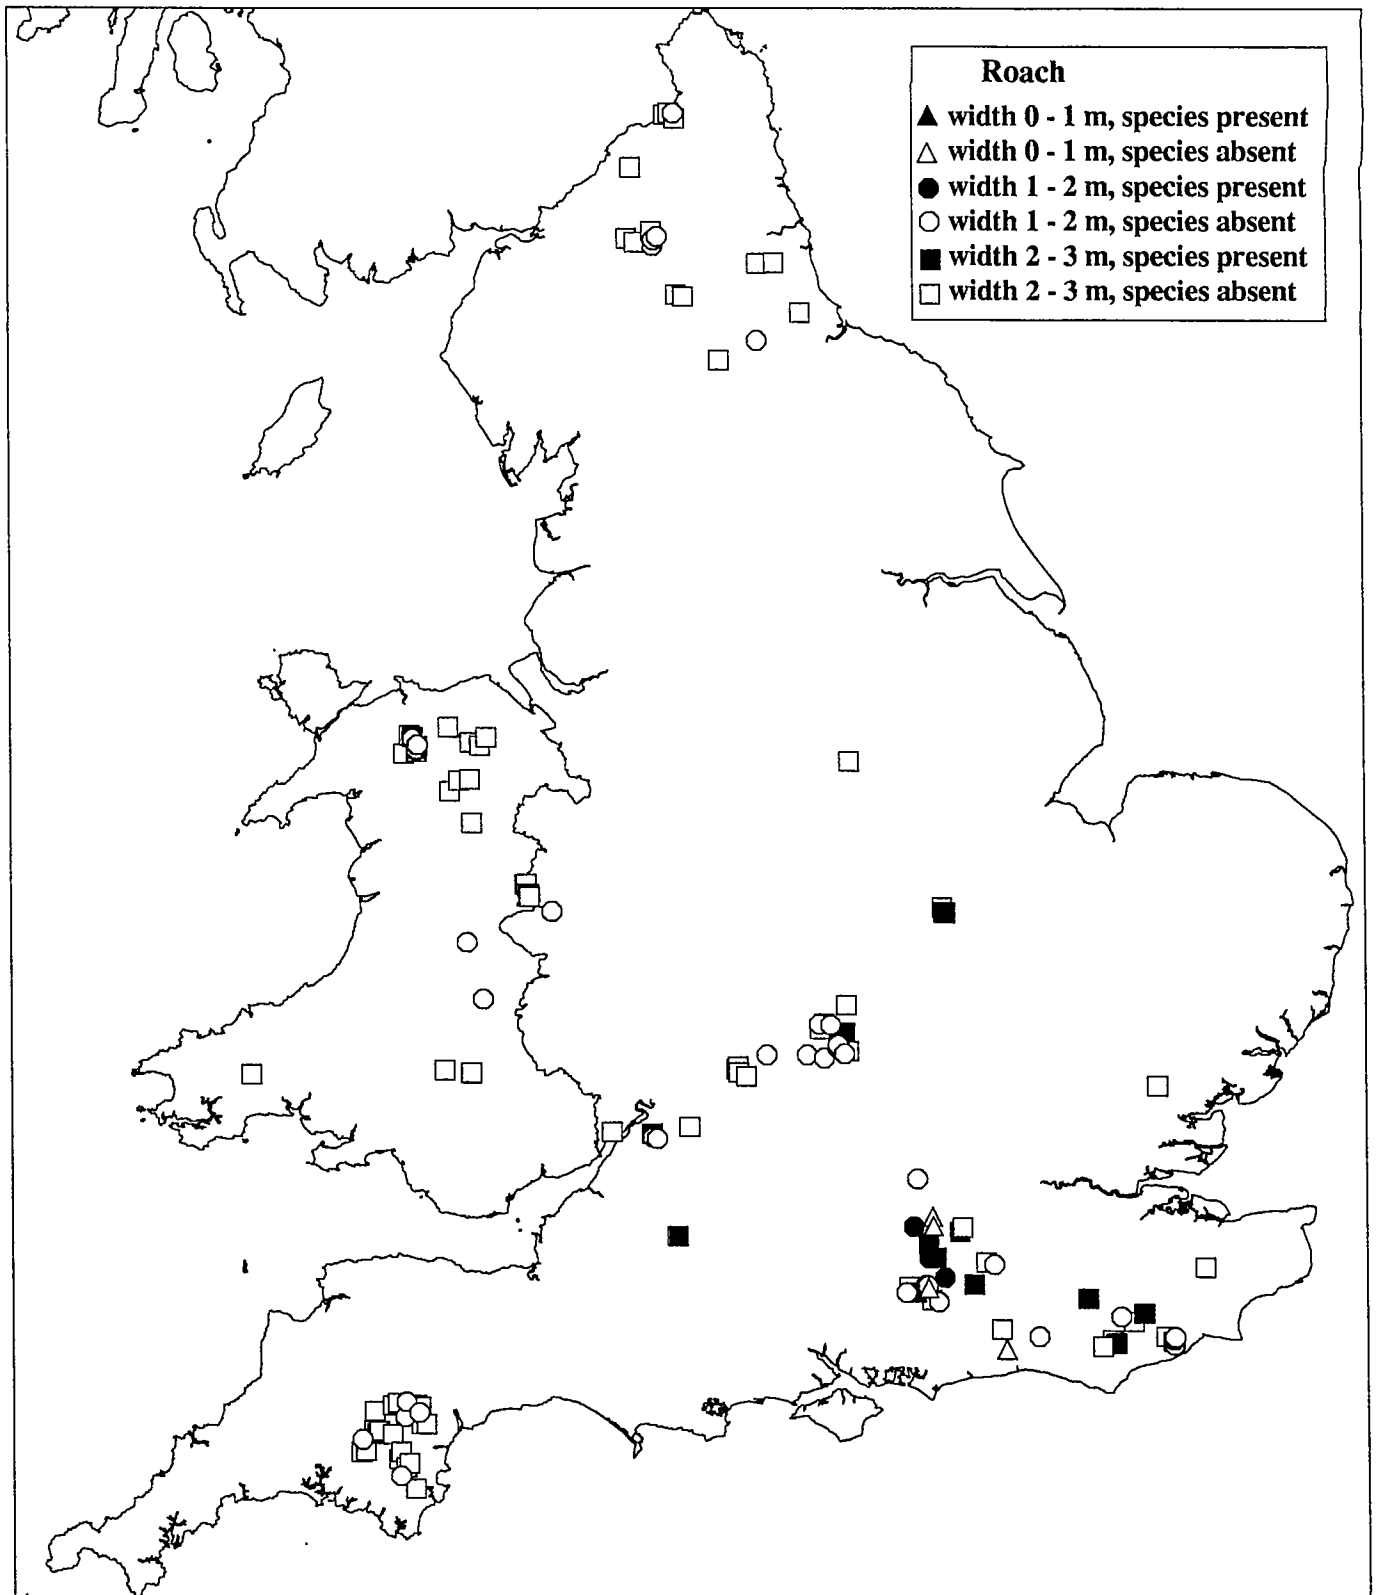 Roach
width 0 - 1 m, species present
width 0 - 1 m, species absent
width 1 - 2 m, species present
width 1 - 2 m, species absent
width 2 - 3 m, species present
width 2 - 3 m, species absent